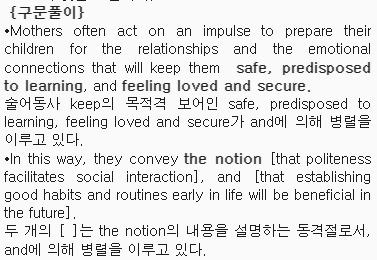 {구문풀이}
•Mothers often act on an impulse to prepare their
children for the relationships and the emotional
connections that will keep them safe, predisposed
to learning, and feeling loved and secure.
술어동사 keep의 목적격 보어인 safe, predisposed to
learning, feeling loved and secure가 and에 의해 병렬을
이루고 있다.
•In this way, they convey the notion [that politeness
facilitates social interaction], and [that establishing
good habits and routines early in life will be beneficial in
the future].
두 개의 [ ]는 the notion의 내용을 설명하는 동격절로서,
and에 의해 병렬을 이루고 있다.